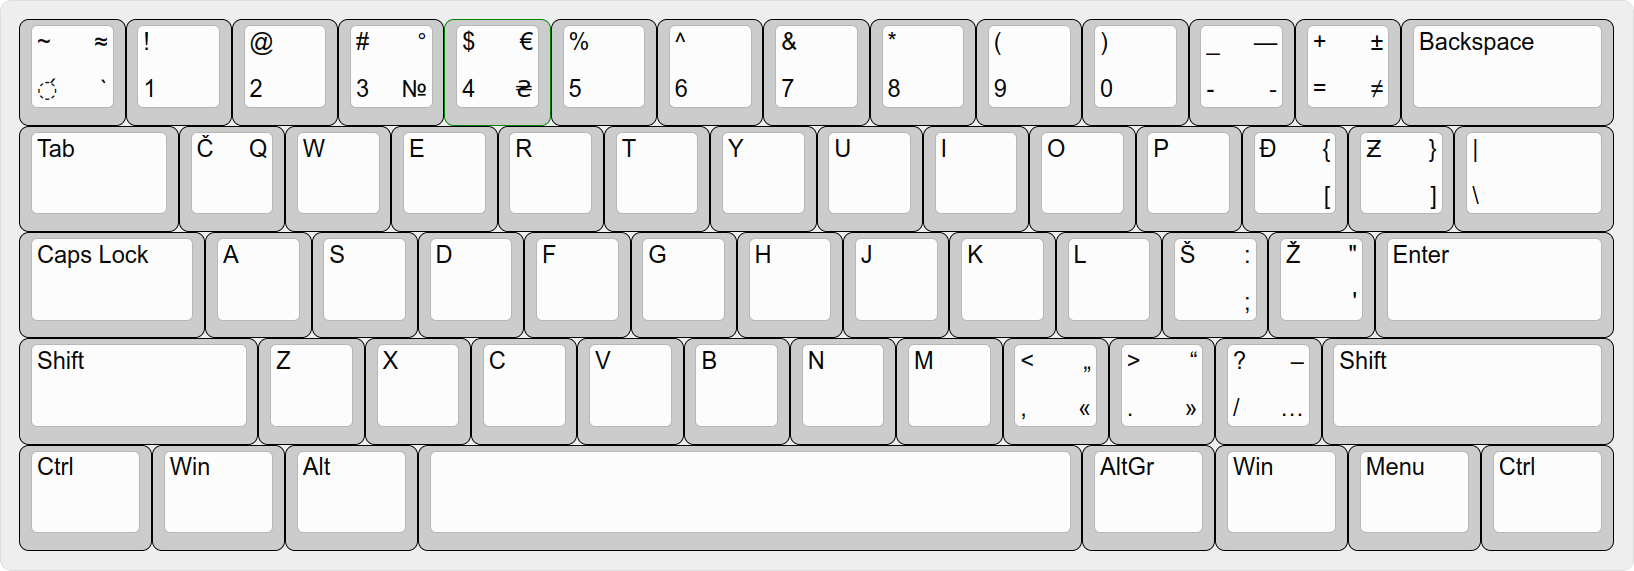 ~ ≈ ! @ # ° $ € % ^ & * ( ) _ — + ± Backspace
◌́ ` 1 2 3 № 4 ₴ 5 6 7 8 9 0 - - = ≠
Tab Č Q W E R T Y U I O P Đ { Ƶ } |
[ ] \
Caps Lock A S D F G H J K L Š : Ž " Enter
; '
Shift Z X C V B N M < „ > “ ? – Shift
, « . » / …
Ctrl Win Alt AltGr Win Menu Ctrl